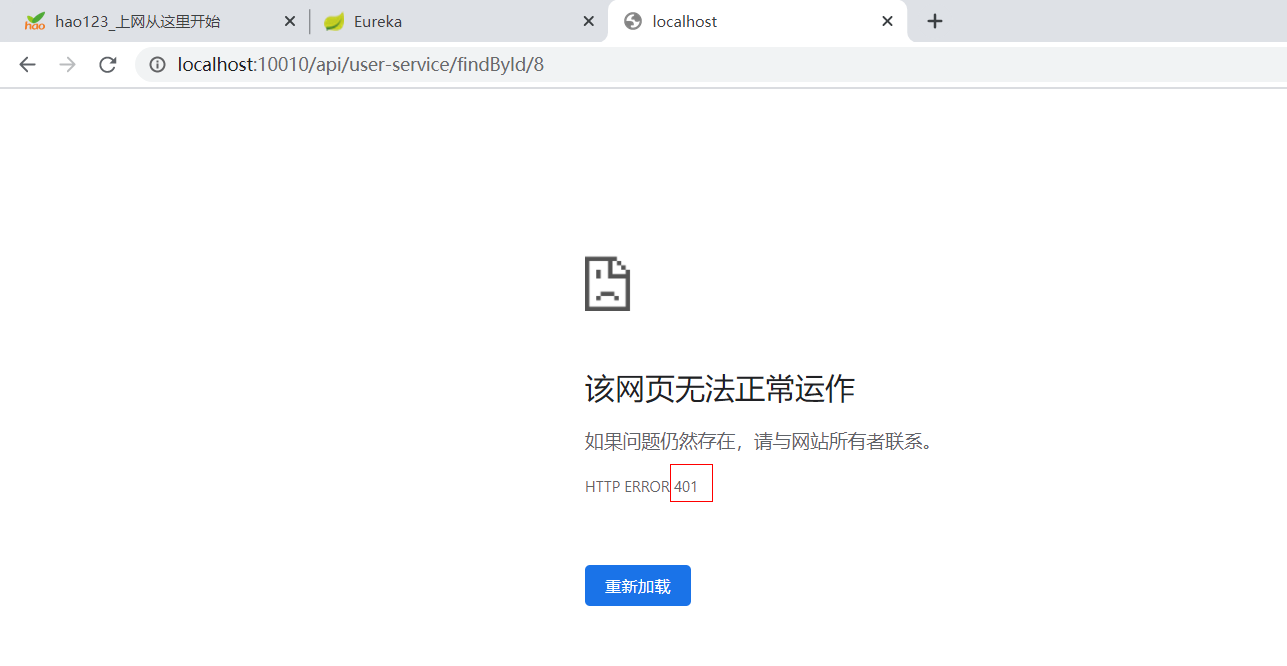 hao123_上网从这里开始
Eureka
localhost
localhost:10010/api/user-service/findById/8
该网页无法正常运作
如果问题仍然存在，请与网站所有者联系。
HTTP ERROR 401
重新加载